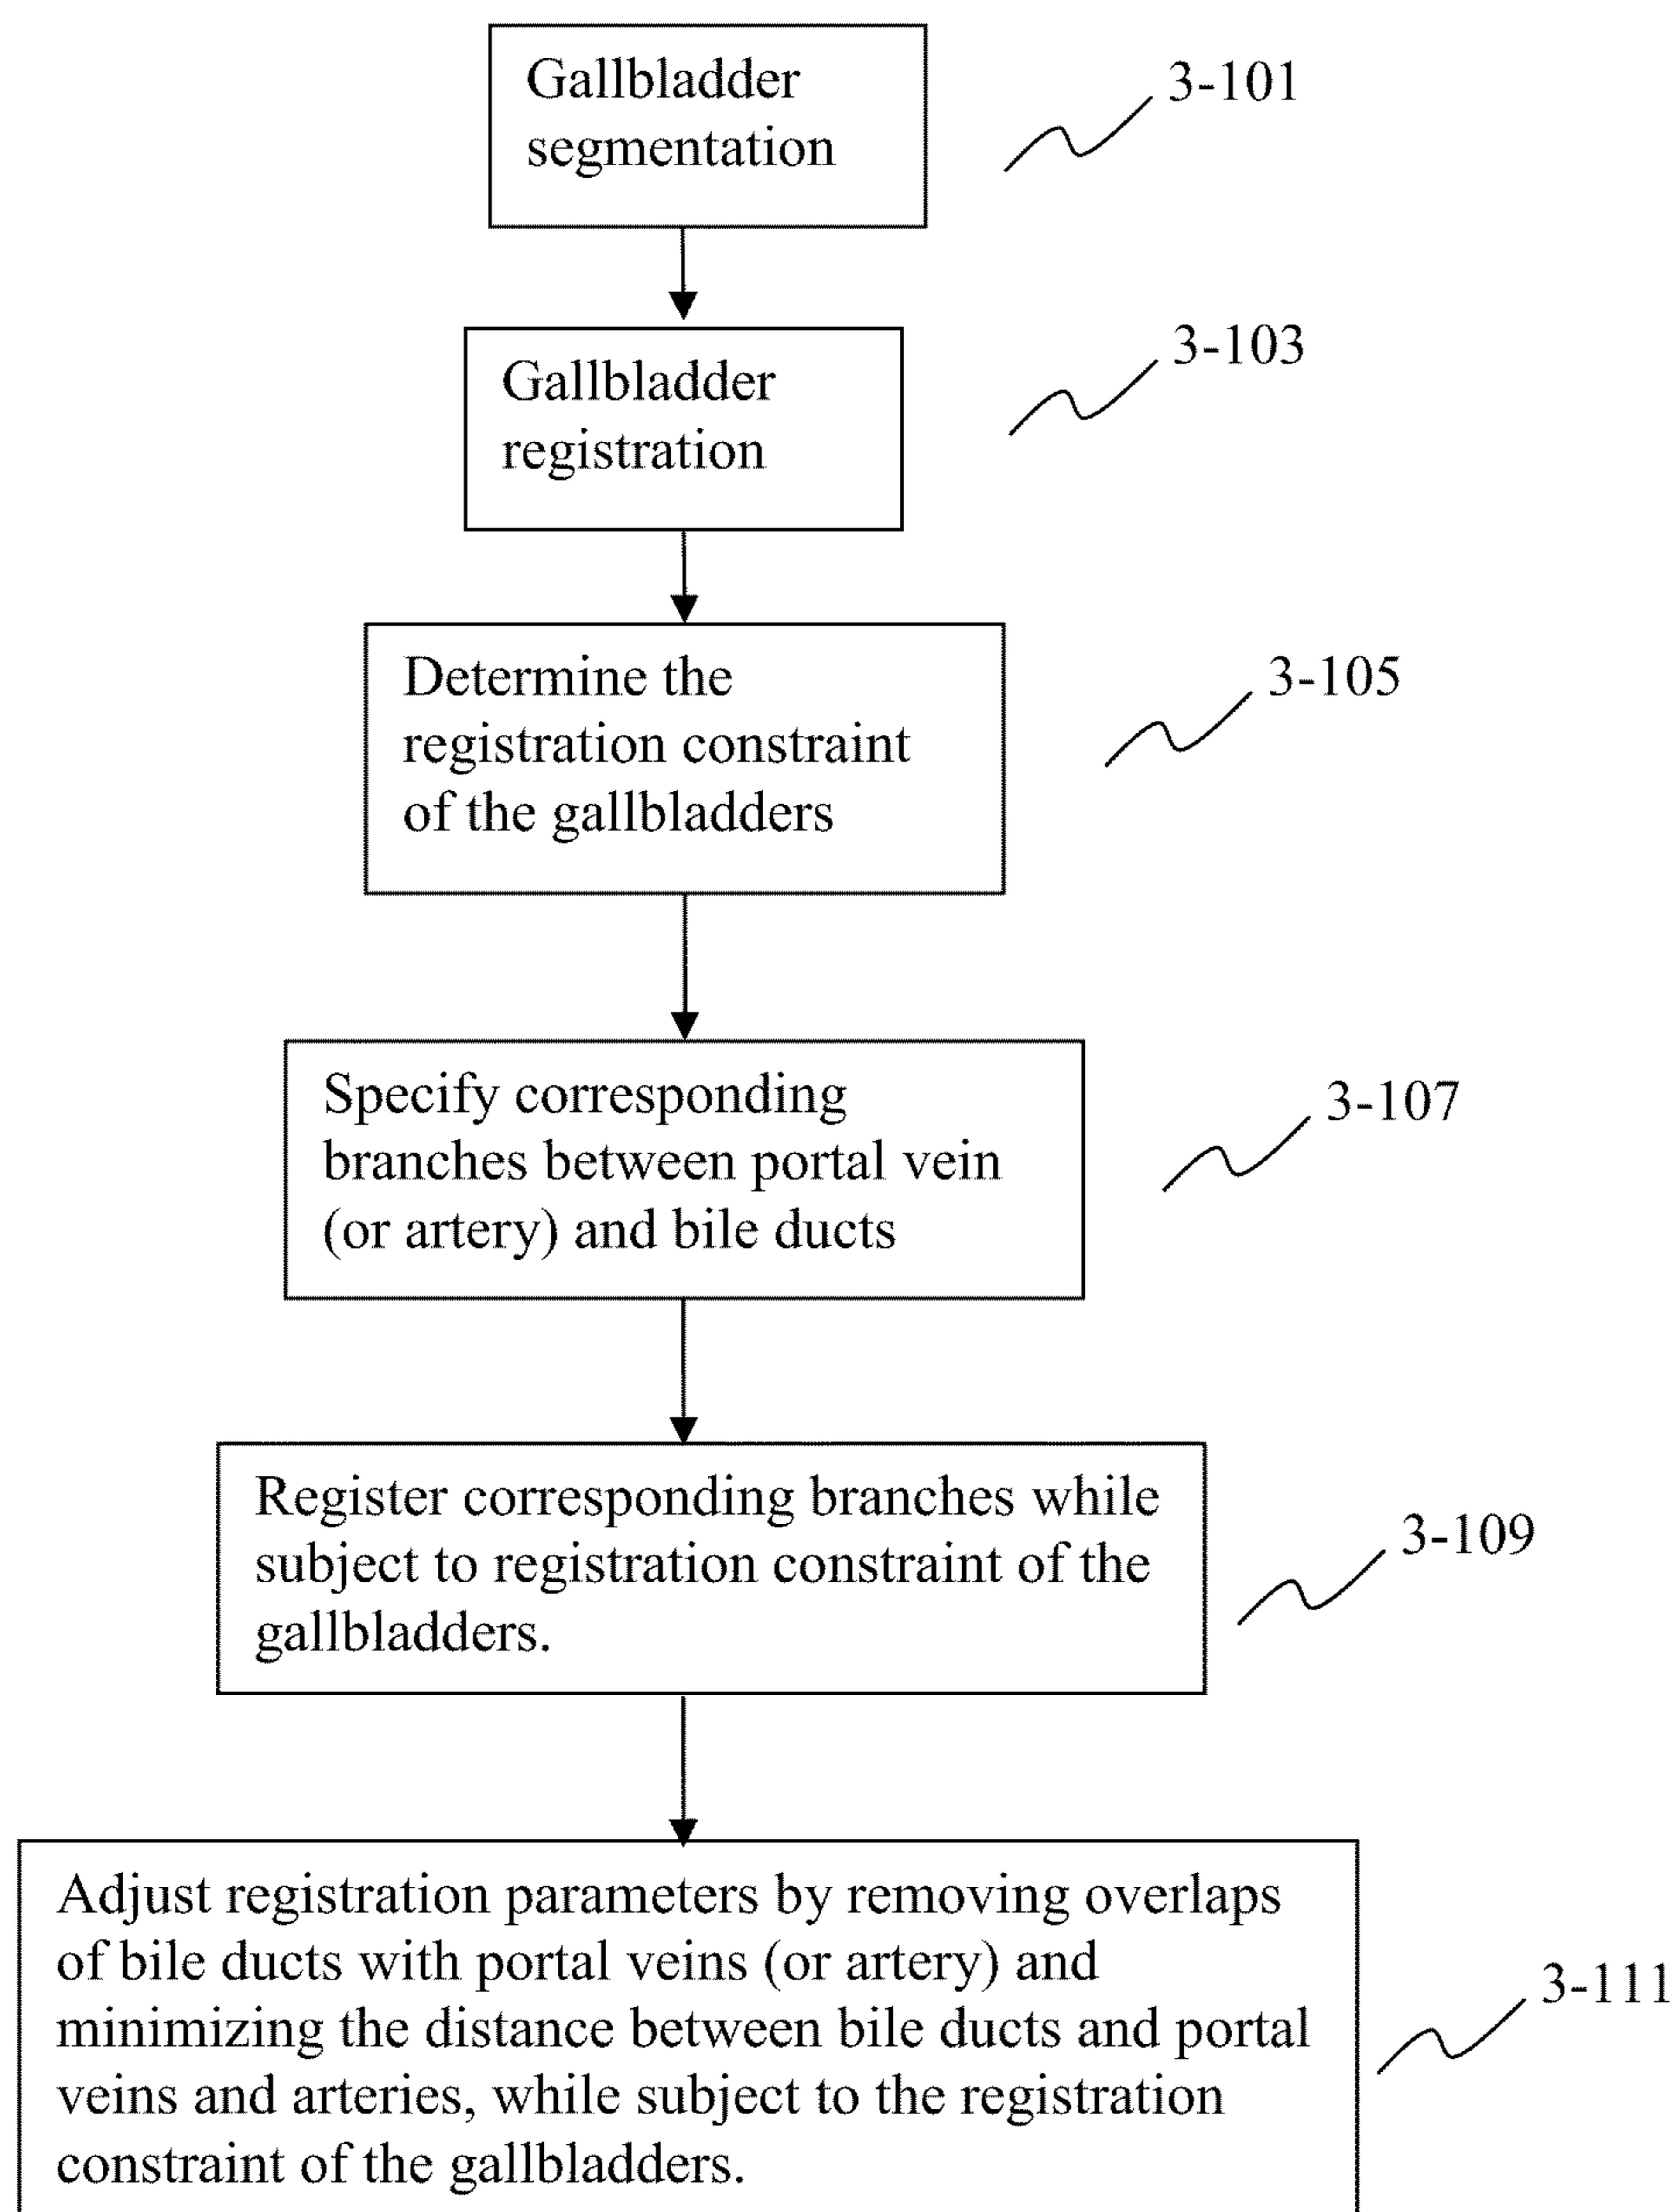 Gallbladder
segmentation
3-101
Gallbladder
registration
3-103
Determine the
registration constraint
of the gallbladders
3-105
Specify corresponding
branches between portal vein
(or artery) and bile ducts
3-107
Register corresponding branches while
subject to registration constraint of the
gallbladders.
3-109
Adjust registration parameters by removing overlaps
of bile ducts with portal veins (or artery) and
minimizing the distance between bile ducts and portal
veins and arteries, while subject to the registration
constraint of the gallbladders.
3-111